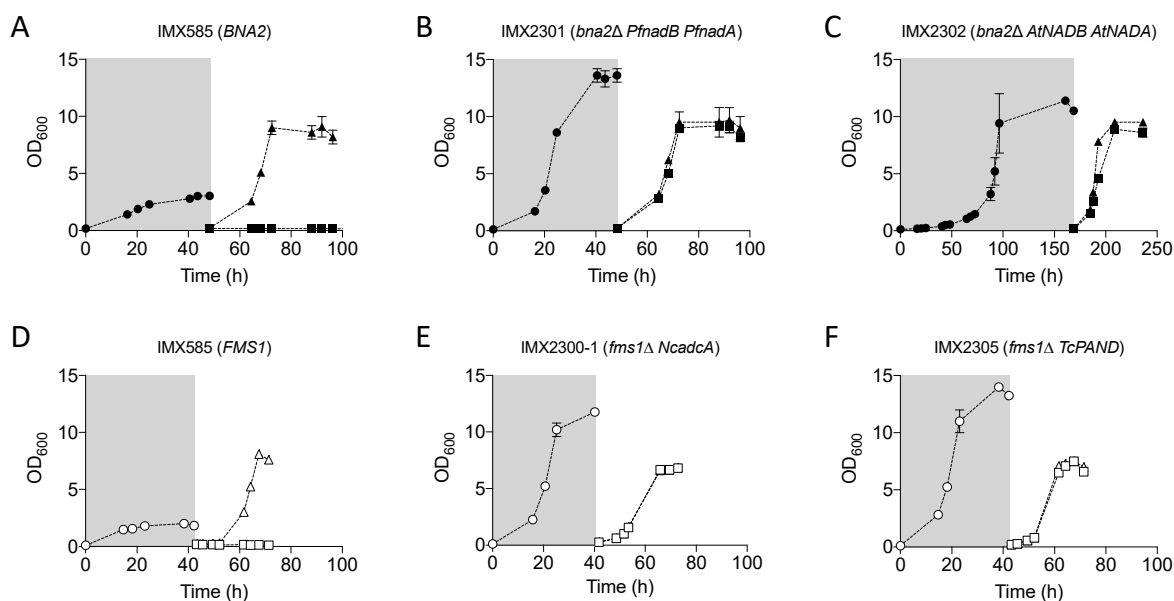 A
IMX585 (BNA2)
OD600
15
10
5
0
0 20 40 60 80 100
Time (h)
B
IMX2301 (bna2Δ PfnadB PfnadA)
OD600
15
10
5
0
0 20 40 60 80 100
Time (h)
C
IMX2302 (bna2Δ AtNADB AtNADA)
OD600
15
10
5
0
0 50 100 150 200 250
Time (h)
D
IMX585 (FMS1)
OD600
15
10
5
0
0 20 40 60 80 100
Time (h)
E
IMX2300-1 (fms1Δ NcadcA)
OD600
15
10
5
0
0 20 40 60 80 100
Time (h)
F
IMX2305 (fms1Δ TcPAND)
OD600
15
10
5
0
0 20 40 60 80 100
Time (h)